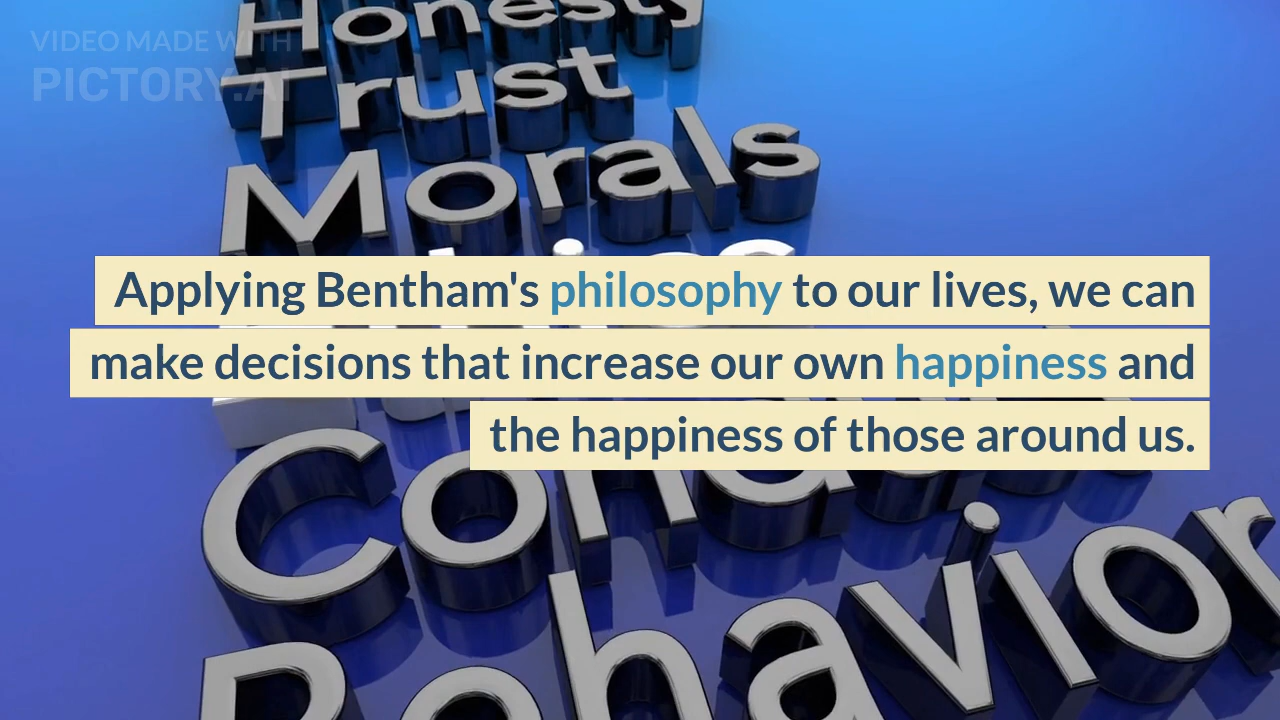 VIDEO MADE WITH
PICTORY.AI
Honesty
Trust
Morals
Applying Bentham's philosophy to our lives, we can
make decisions that increase our own happiness and
the happiness of those around us.
Conduct
Behavior